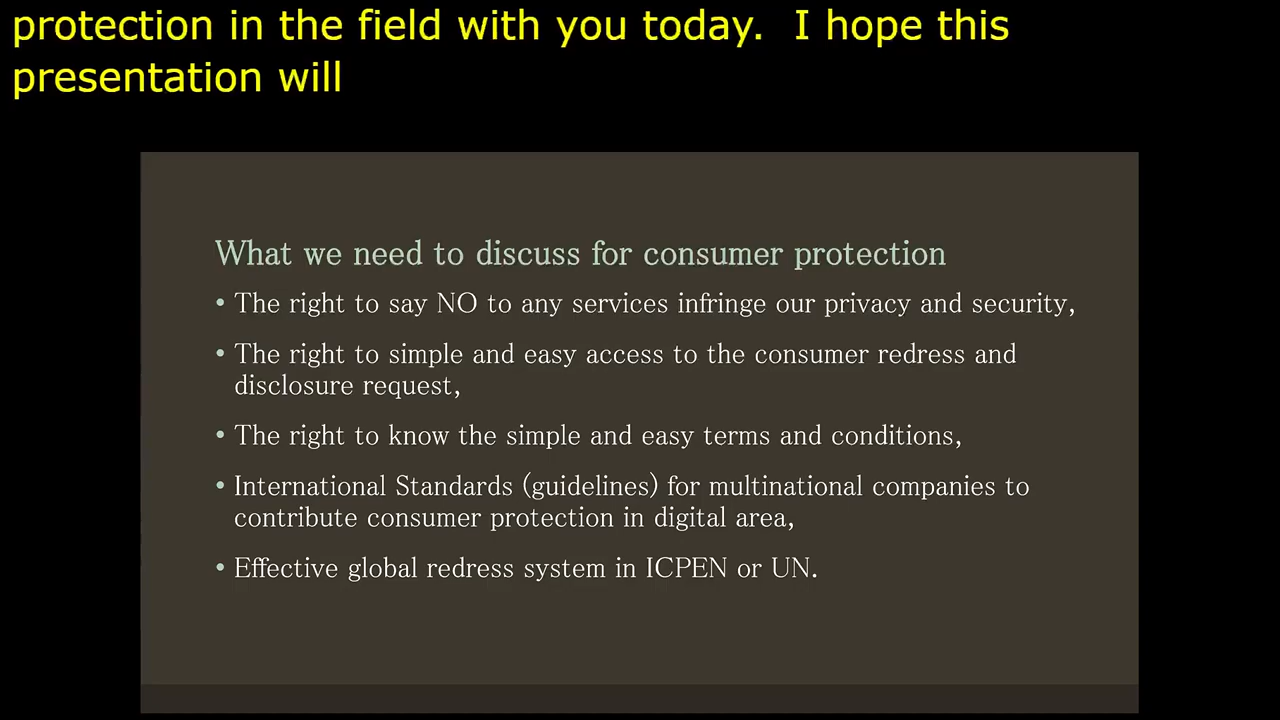 protection in the field with you today.  I hope this
presentation will
What we need to discuss for consumer protection
• The right to say NO to any services infringe our privacy and security,
• The right to simple and easy access to the consumer redress and
disclosure request,
• The right to know the simple and easy terms and conditions,
• International Standards (guidelines) for multinational companies to
contribute consumer protection in digital area,
• Effective global redress system in ICPEN or UN.